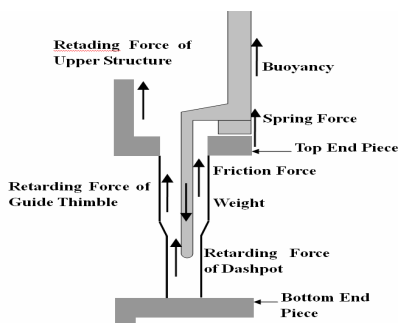 Retading Force of
Upper Structure
Buoyancy
Spring Force
Top End Piece
Friction Force
Retarding Force of
Guide Thimble
Weight
Retarding Force
of Dashpot
Bottom End
Piece